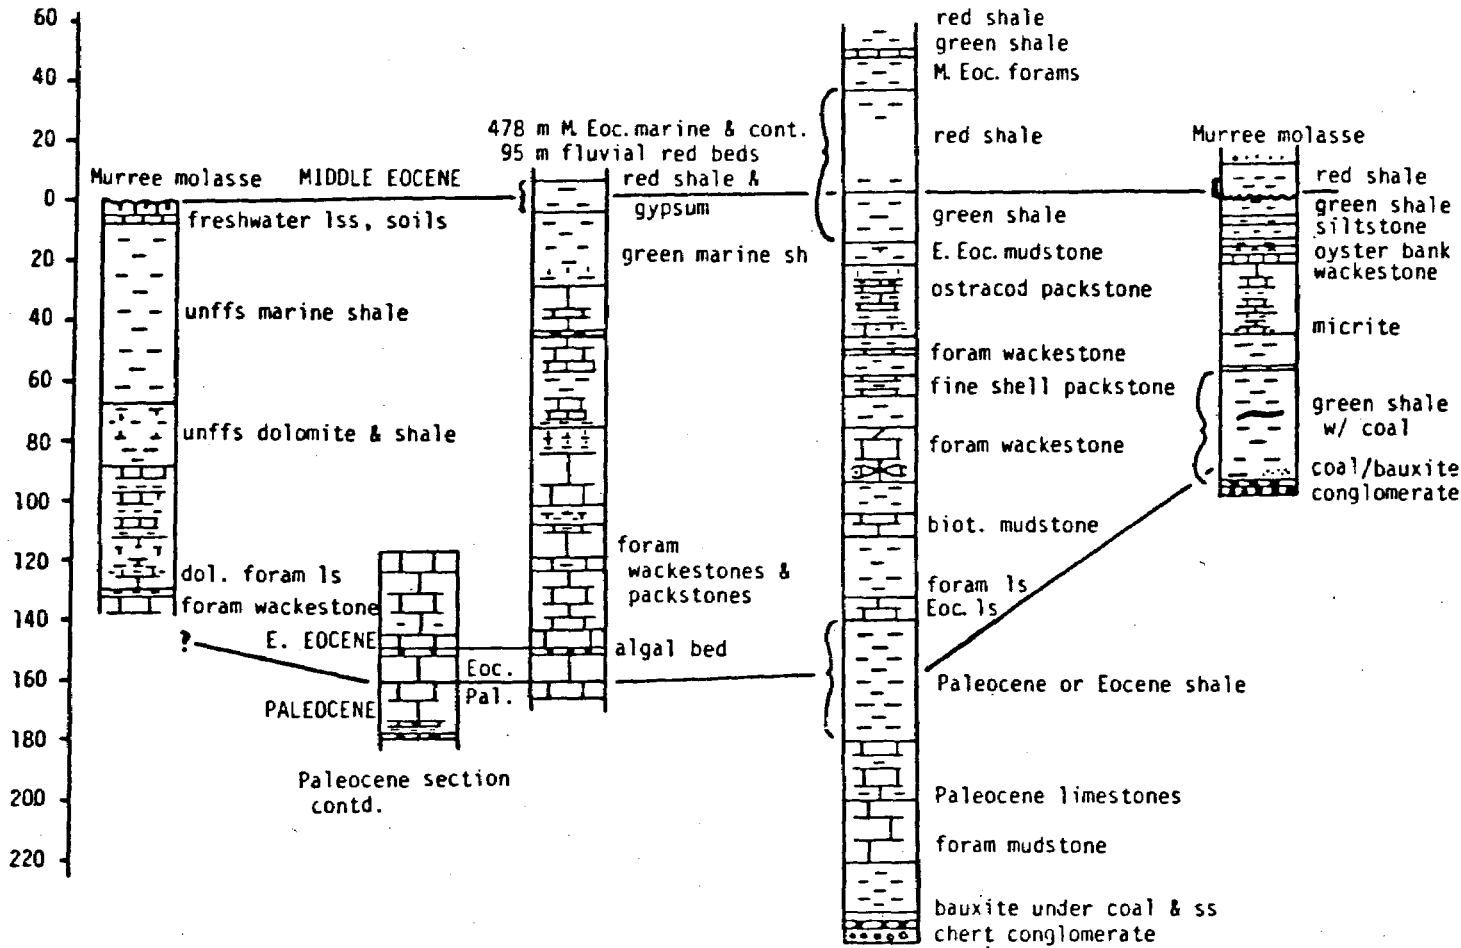 60
40
20
0
20
40
60
80
100
120
140
160
180
200
220
Murree molasse
MIDDLE EOCENE
freshwater lss, soils
unffs marine shale
unffs dolomite & shale
dol. foram ls
foram wackestone
?
E. EOCENE
PALEOCENE
Paleocene section
contd.
Eoc.
Pal.
478 m M. Eoc. marine & cont.
95 m fluvial red beds
red shale &
gypsum
green marine sh
foram
wackestones &
packstones
algal bed
red shale
green shale
M. Eoc. forams
red shale
green shale
E. Eoc. mudstone
ostracod packstone
foram wackestone
fine shell packstone
foram wackestone
biot. mudstone
foram ls
Eoc. ls
Paleocene or Eocene shale
Paleocene limestones
foram mudstone
bauxite under coal & ss
chert conglomerate
Murree molasse
red shale
green shale
siltstone
oyster bank
wackestone
micrite
green shale
w/ coal
coal/bauxite
conglomerate